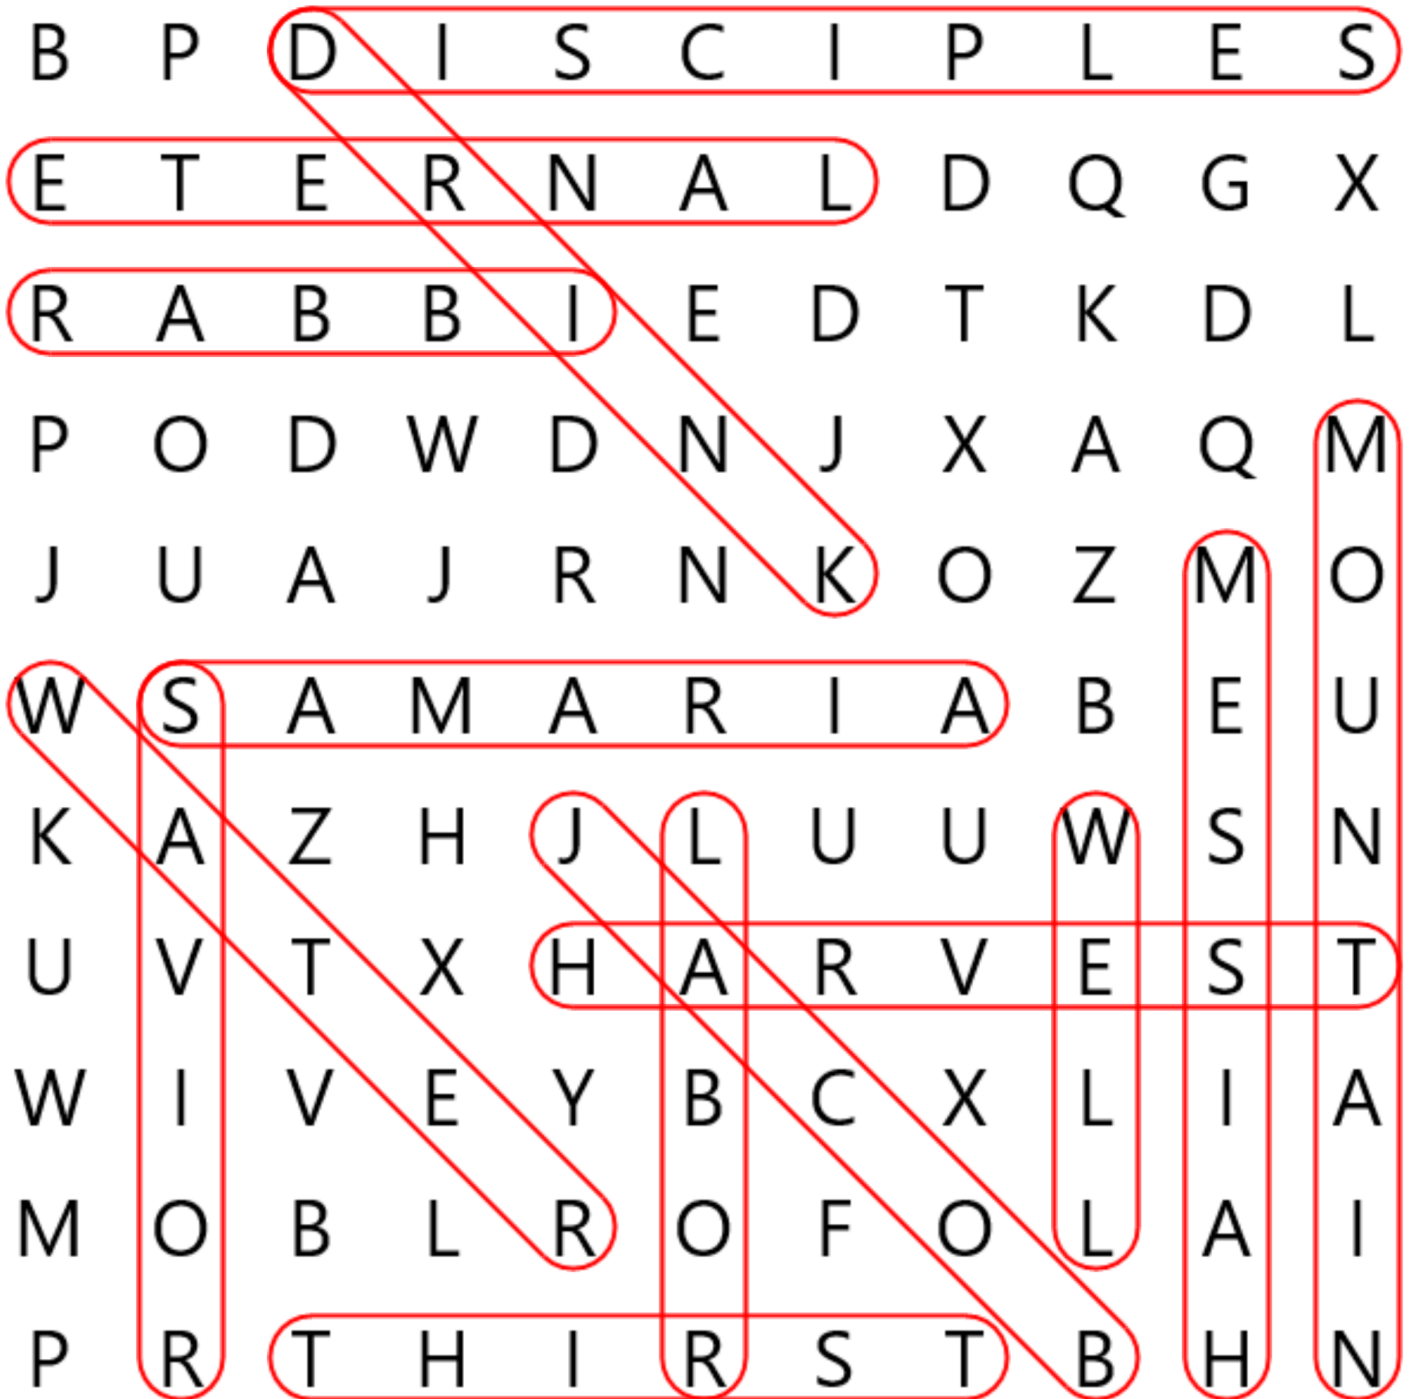 B P D I S C I P L E S
E T E R N A L D Q G X
R A B B I E D T K D L
P O D W D N J X A Q M
J U A J R N K O Z M O
W S A M A R I A B E U
K A Z H J L U U W S N
U V T X H A R V E S T
W I V E Y B C X L I A
M O B L R O F O L A I
P R T H I R S T B H N